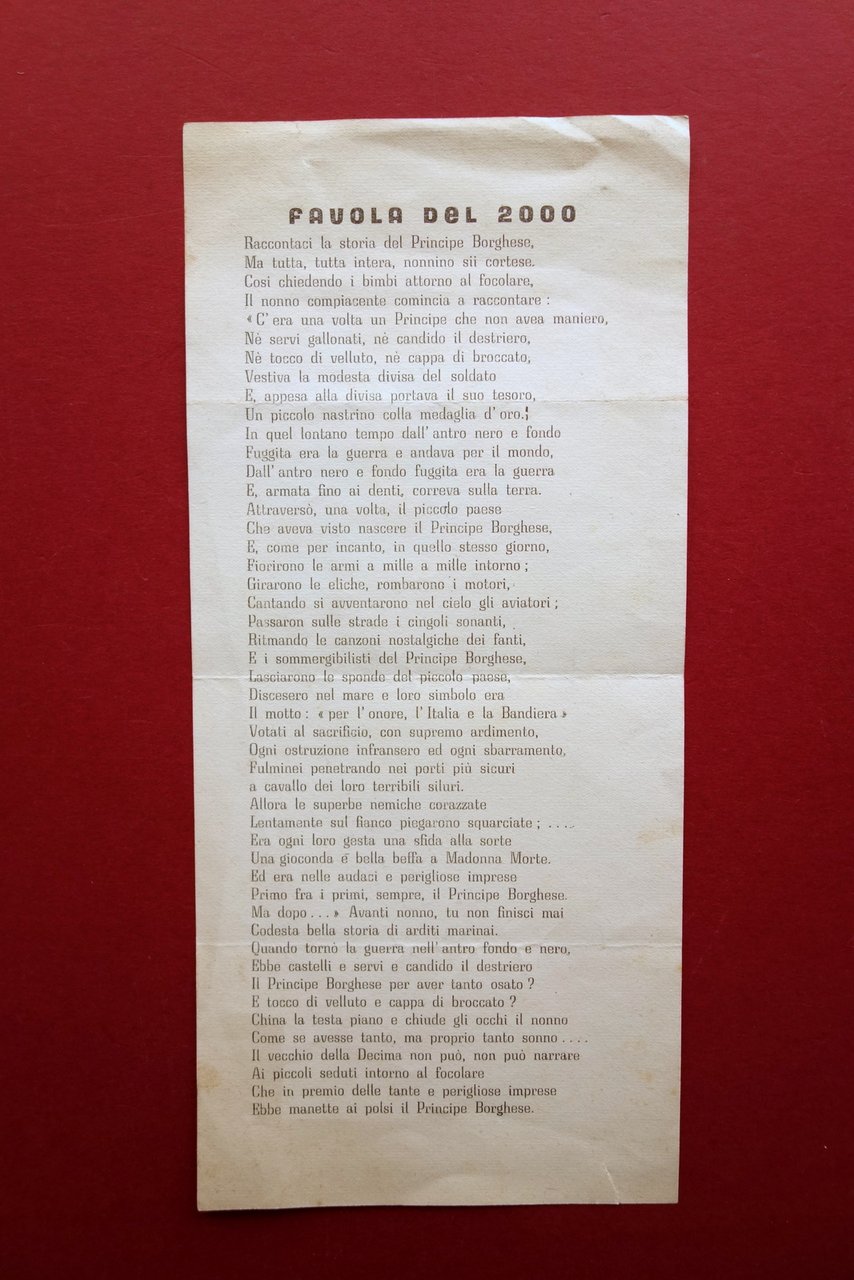 FAVOLA DEL 2000
Raccontaci la storia del Principe Borghese,
Ma tutta, tutta intera, nonnino sii cortese.
Così chiedendo i bimbi attorno al focolare,
Il nonno compiacente comincia a raccontare :
« C' era una volta un Principe che non avea maniero,
Nè servi gallonati, nè candido il destriero,
Nè tocco di velluto, nè cappa di broccato,
Vestiva la modesta divisa del soldato
E, appesa alla divisa portava il suo tesoro,
Un piccolo nastrino colla medaglia d' oro.!
In quel lontano tempo dall' antro nero e fondo
Fuggita era la guerra e andava per il mondo,
Dall' antro nero e fondo fuggita era la guerra
E, armata fino ai denti, correva sulla terra.
Attraversò, una volta, il piccolo paese
Che aveva visto nascere il Principe Borghese,
E, come per incanto, in quello stesso giorno,
Fiorirono le armi a mille a mille intorno ;
Girarono le eliche, rombarono i motori,
Cantando si avventarono nel cielo gli aviatori ;
Passaron sulle strade i cingoli sonanti,
Ritmando le canzoni nostalgiche dei fanti,
E i sommergibilisti del Principe Borghese,
Lasciarono le sponde del piccolo paese,
Discesero nel mare e loro simbolo era
Il motto : « per l' onore, l' Italia e la Bandiera »
Votati al sacrificio, con supremo ardimento,
Ogni ostruzione infransero ed ogni sbarramento,
Fulminei penetrando nei porti più sicuri
a cavallo dei loro terribili siluri.
Allora le superbe nemiche corazzate
Lentamente sul fianco piegarono squarciate ; ....
Era ogni loro gesta una sfida alla sorte
Una gioconda e bella beffa a Madonna Morte.
Ed era nelle audaci e perigliose imprese
Primo fra i primi, sempre, il Principe Borghese.
Ma dopo . . . » Avanti nonno, tu non finisci mai
Codesta bella storia di arditi marinai.
Quando tornò la guerra nell' antro fondo e nero,
Ebbe castelli e servi e candido il destriero
Il Principe Borghese per aver tanto osato ?
E tocco di velluto e cappa di broccato ?
China la testa piano e chiude gli occhi il nonno
Come se avesse tanto, ma proprio tanto sonno . . . .
Il vecchio della Decima non può, non può narrare
Ai piccoli seduti intorno al focolare
Che in premio delle tante e perigliose imprese
Ebbe manette ai polsi il Principe Borghese.